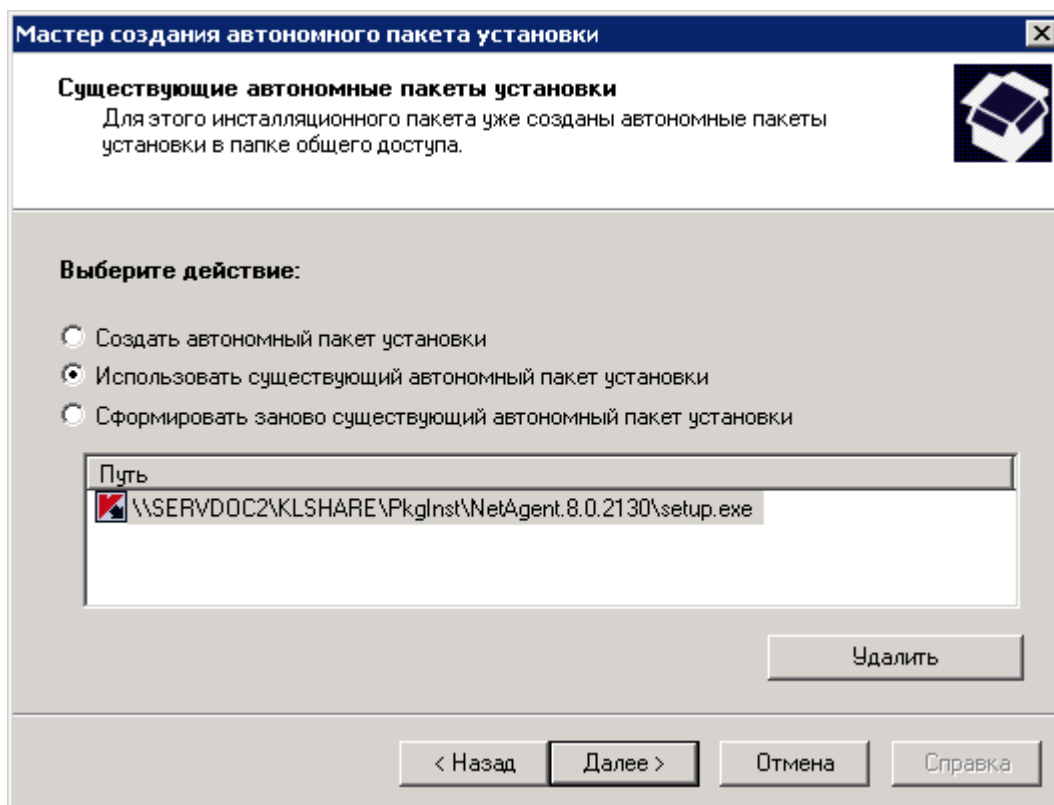 Мастер создания автономного пакета установки
Существующие автономные пакеты установки
Для этого инсталляционного пакета уже созданы автономные пакеты
установки в папке общего доступа.
Выберите действие:
Создать автономный пакет установки
Использовать существующий автономный пакет установки
Сформировать заново существующий автономный пакет установки
Путь
\\SERVDOC2\KLSHARE\PkgInst\NetAgent.8.0.2130\setup.exe
Удалить
< Назад Далее > Отмена Справка